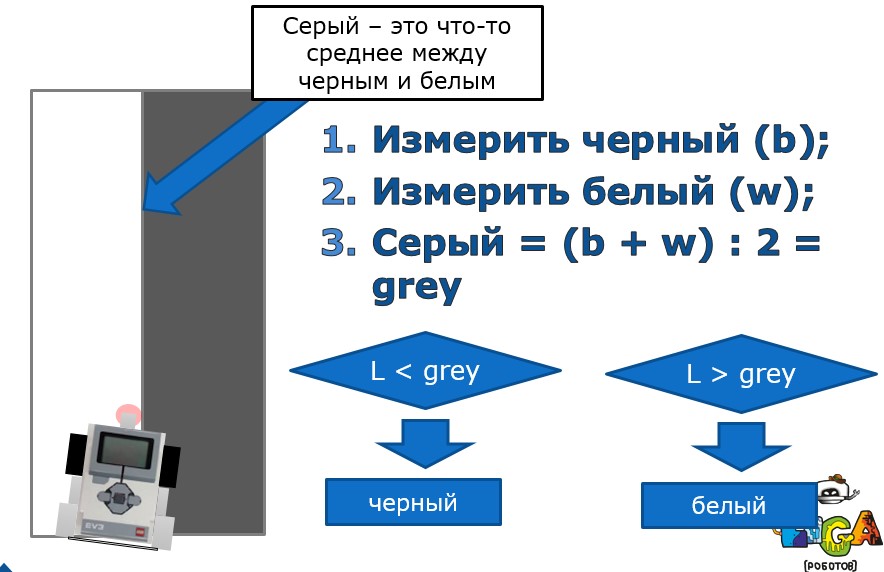 Серый – это что-то
среднее между
черным и белым
1. Измерить черный (b);
2. Измерить белый (w);
3. Серый = (b + w) : 2 =
grey
L < grey
L > grey
черный
белый
EV3
[РОБОТОВ]